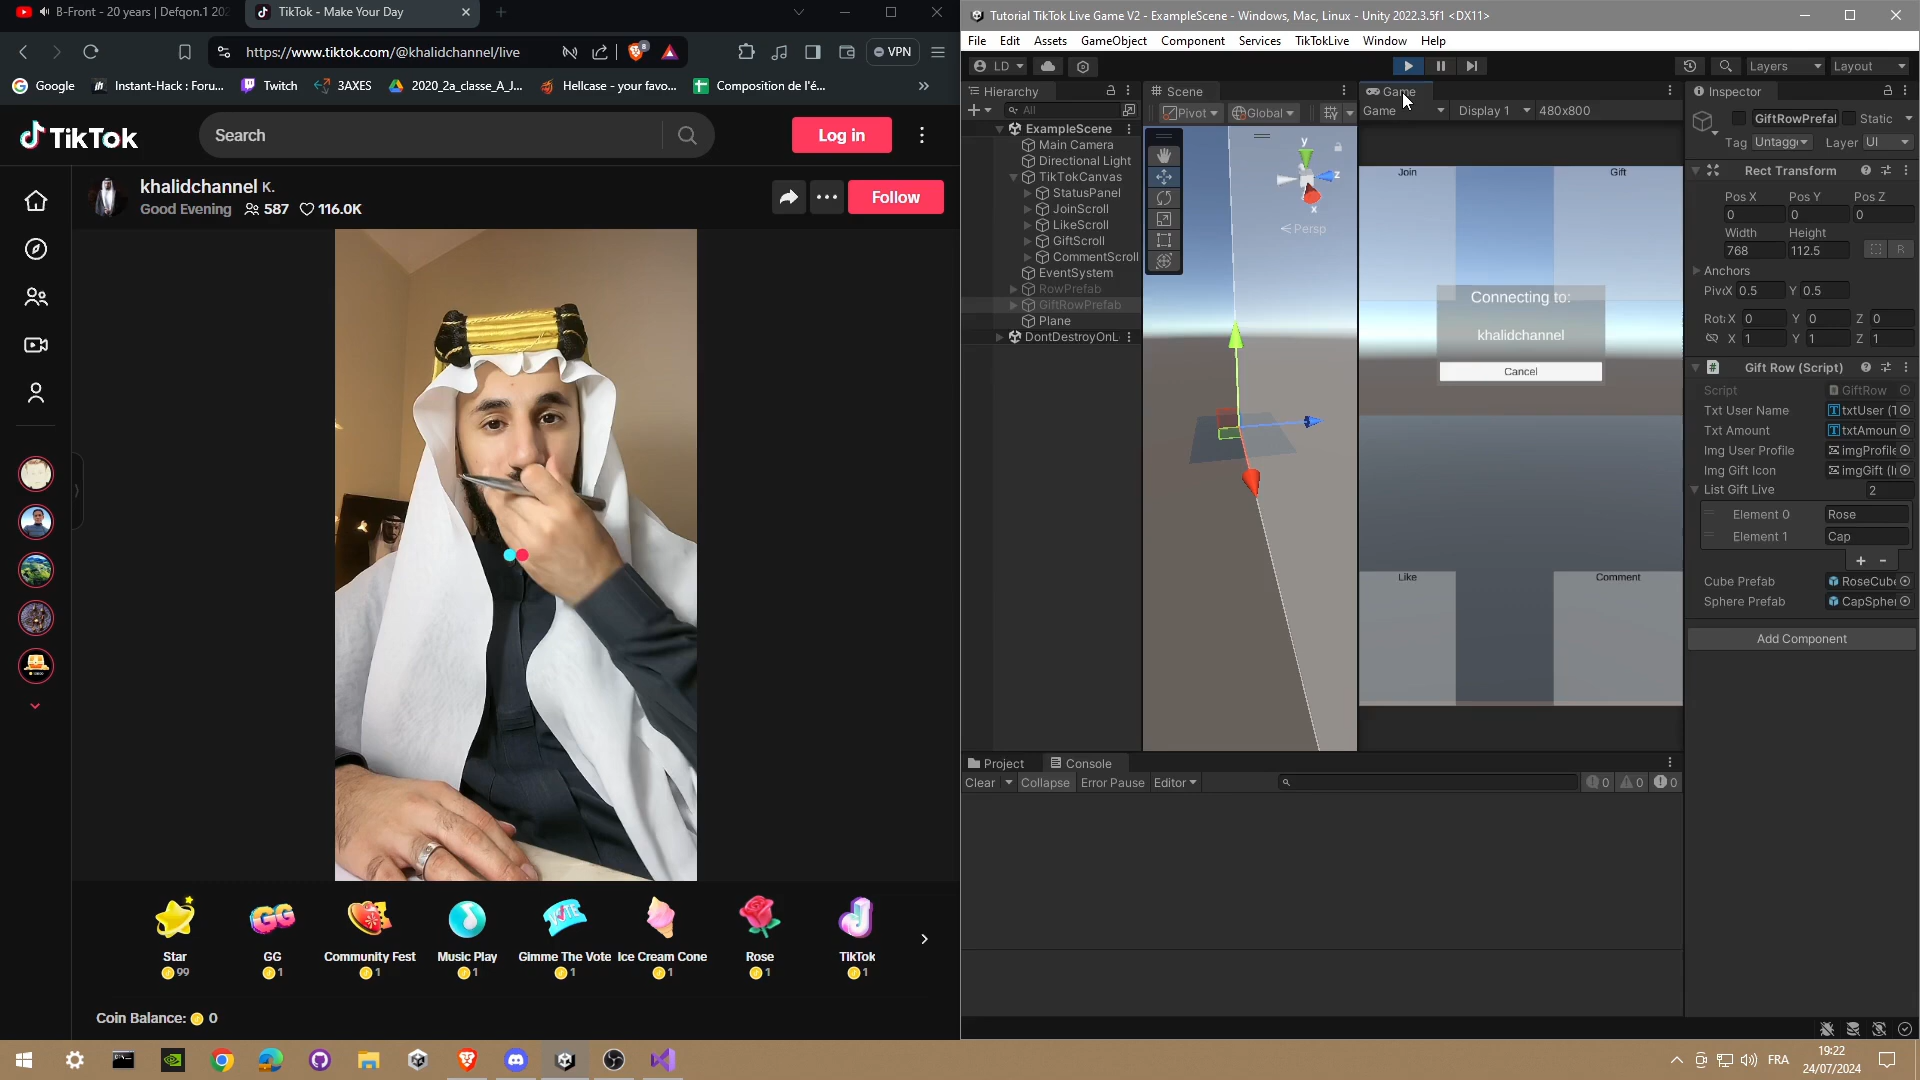 B-Front - 20 years | Defqon.1 202
TikTok - Make Your Day
https://www.tiktok.com/@khalidchannel/live
8
VPN
Google
Instant-Hack : Foru...
Twitch
3AXES
2020_2a_classe_A_J...
Hellcase - your favo...
Composition de l'é...
»
TikTok
Search
Log in
khalidchannel K.
Good Evening 587 116.0K
Follow
Star
99
GG
1
Community Fest
1
Music Play
1
Gimme The Vote
1
Ice Cream Cone
1
Rose
1
TikTok
1
Coin Balance: 0
Tutorial TikTok Live Game V2 - ExampleScene - Windows, Mac, Linux - Unity 2022.3.5f1 <DX11>
File Edit Assets GameObject Component Services TikTokLive Window Help
LD
Layers
Layout
Hierarchy
All
ExampleScene
Main Camera
Directional Light
TikTokCanvas
StatusPanel
JoinScroll
LikeScroll
GiftScroll
CommentScroll
EventSystem
RowPrefab
GiftRowPrefab
Plane
DontDestroyOnL
Scene
Pivot
Global
y
z
x
Persp
Game
Game
Display 1
480x800
Join
Gift
Connecting to:
khalidchannel
Cancel
Like
Comment
Inspector
GiftRowPrefal
Static
Tag Untagg
Layer UI
Rect Transform
Pos X Pos Y Pos Z
0 0 0
Width Height
768 112.5
R
Anchors
X 0.5 Y 0.5
X 0 Y 0 Z 0
X 1 Y 1 Z 1
Gift Row (Script)
Script GiftRow
Txt User Name txtUser (T
Txt Amount txtAmoun
Img User Profile imgProfile
Img Gift Icon imgGift (I
List Gift Live 2
Element 0 Rose
Element 1 Cap
+ -
Cube Prefab RoseCube
Sphere Prefab CapSpher
Add Component
Project
Console
Clear
Collapse
Error Pause
Editor
0
0
0
FRA
19:22
24/07/2024